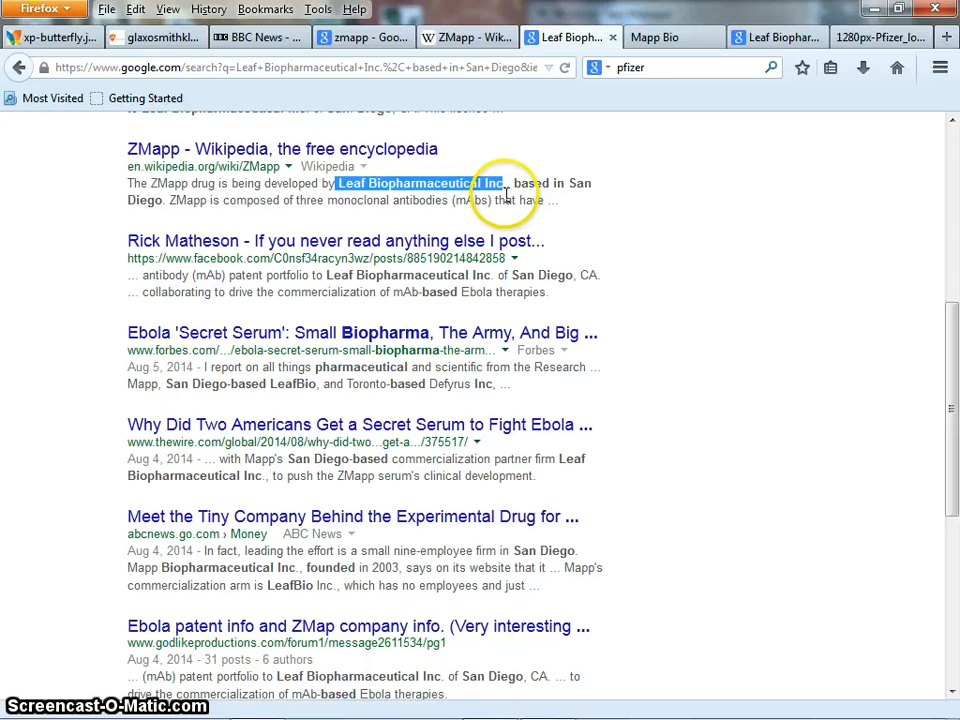 Firefox
File Edit View History Bookmarks Tools Help
xp-butterfly.j...
glaxosmithkl...
BBC News - ...
zmapp - Goo...
ZMapp - Wik...
Leaf Bioph...
Mapp Bio
Leaf Biophar...
1280px-Pfizer_lo...
https://www.google.com/search?q=Leaf+Biopharmaceutical+Inc.%2C+based+in+San+Diego&ie
pfizer
Most Visited
Getting Started
ZMapp - Wikipedia, the free encyclopedia
en.wikipedia.org/wiki/ZMapp Wikipedia
The ZMapp drug is being developed by Leaf Biopharmaceutical Inc., based in San
Diego. ZMapp is composed of three monoclonal antibodies (mAbs) that have ...
Rick Matheson - If you never read anything else I post...
https://www.facebook.com/C0nsf34racyn3wz/posts/885190214842858
... antibody (mAb) patent portfolio to Leaf Biopharmaceutical Inc. of San Diego, CA.
... collaborating to drive the commercialization of mAb-based Ebola therapies.
Ebola 'Secret Serum': Small Biopharma, The Army, And Big ...
www.forbes.com/.../ebola-secret-serum-small-biopharma-the-arm... Forbes
Aug 5, 2014 - I report on all things pharmaceutical and scientific from the Research ...
Mapp, San Diego-based LeafBio, and Toronto-based Defyrus Inc, ...
Why Did Two Americans Get a Secret Serum to Fight Ebola ...
www.thewire.com/global/2014/08/why-did-two...get-a.../375517/
Aug 4, 2014 - ... with Mapp's San Diego-based commercialization partner firm Leaf
Biopharmaceutical Inc., to push the ZMapp serum's clinical development.
Meet the Tiny Company Behind the Experimental Drug for ...
abcnews.go.com › Money ABC News
Aug 4, 2014 - In fact, leading the effort is a small nine-employee firm in San Diego.
Mapp Biopharmaceutical Inc., founded in 2003, says on its website that it ... Mapp's
commercialization arm is LeafBio Inc., which has no employees and just ...
Ebola patent info and ZMap company info. (Very interesting ...
www.godlikeproductions.com/forum1/message2611534/pg1
Aug 4, 2014 - 31 posts - 6 authors
... (mAb) patent portfolio to Leaf Biopharmaceutical Inc. of San Diego, CA. ... to
drive the commercialization of mAb-based Ebola therapies.
Screencast-O-Matic.com